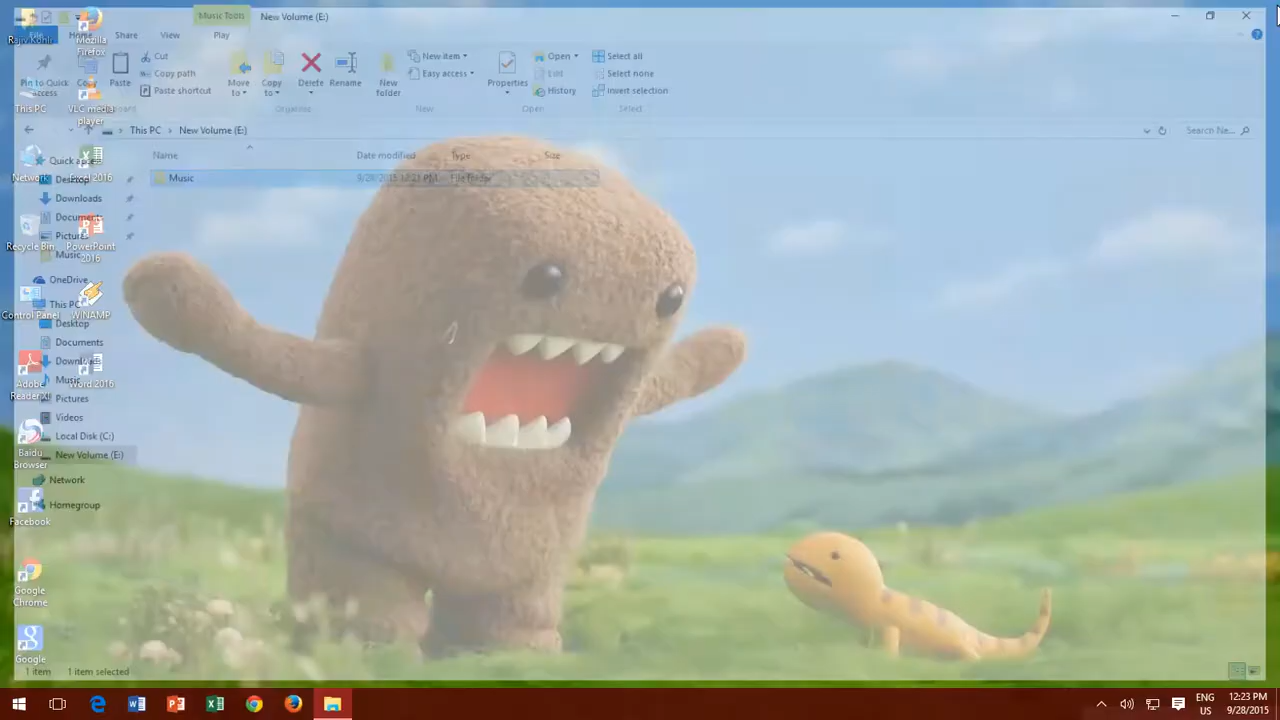 Music Tools
New Volume (E:)
File
Home
Share
View
Play
Pin to Quick
access
Copy
Paste
Cut
Copy path
Paste shortcut
Move
to
Copy
to
Delete
Rename
New
folder
New item
Easy access
Properties
Open
Edit
History
Select all
Select none
Invert selection
Organize
New
Open
Select
This PC
New Volume (E:)
Search Ne...
Name
Date modified
Type
Size
Music
9/28/2015 12:23 PM
File folder
Quick access
Desktop
Downloads
Documents
Pictures
Music
OneDrive
This PC
Desktop
Documents
Downloads
Music
Pictures
Videos
Local Disk (C:)
New Volume (E:)
Network
Homegroup
1 item
1 item selected
Mozilla
Firefox
This PC
VLC media
player
Network
Excel 2016
Recycle Bin
PowerPoint
2016
Control Panel
WINAMP
Adobe
Reader XI
Word 2016
Baidu
Browser
Facebook
Google
Chrome
Google
ENG
US
12:23 PM
9/28/2015